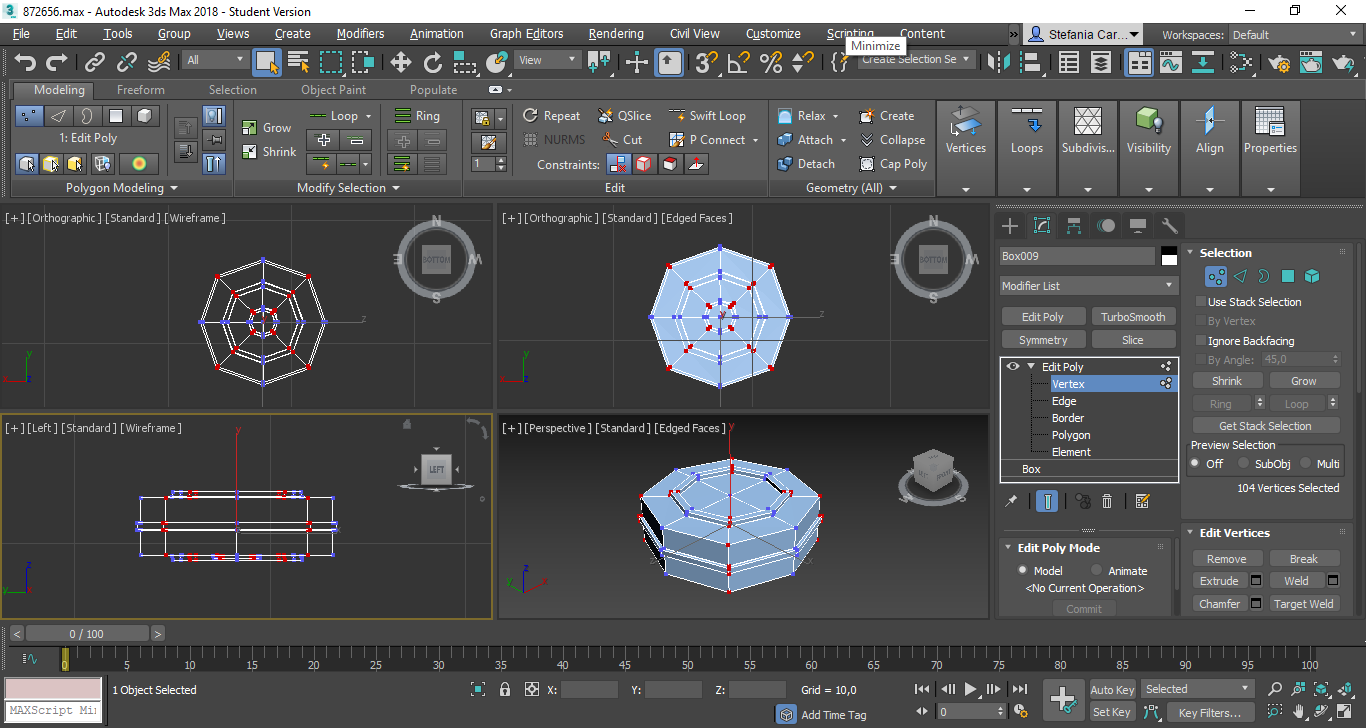 872656.max - Autodesk 3ds Max 2018 - Student Version
File Edit Tools Group Views Create Modifiers Animation Graph Editors Rendering Civil View Customize Scripting Content » Stefania Car... Workspaces: Default
Minimize
All View Create Selection Se
Modeling Freeform Selection Object Paint Populate
Loop Ring Repeat QSlice Swift Loop Relax Create
1: Edit Poly Grow NURMS Cut P Connect Attach Collapse
Shrink 1 Constraints: Detach Cap Poly
Vertices Loops Subdivis... Visibility Align Properties
Polygon Modeling Modify Selection Edit Geometry (All)
[+] [Orthographic] [Standard] [Wireframe]
N
E BOTTOM W
S
z
y
x z
[+] [Orthographic] [Standard] [Edged Faces]
N
E BOTTOM W
S
y z
y
x z
[+] [Left] [Standard] [Wireframe]
y
LEFT
z
y
[+] [Perspective] [Standard] [Edged Faces]
y
W S
z
y x
Box009
Modifier List
Edit Poly TurboSmooth
Symmetry Slice
Edit Poly
Vertex
Edge
Border
Polygon
Element
Box
Edit Poly Mode
Model Animate
<No Current Operation>
Commit
Selection
Use Stack Selection
By Vertex
Ignore Backfacing
By Angle: 45,0
Shrink Grow
Ring Loop
Get Stack Selection
Preview Selection
Off SubObj Multi
104 Vertices Selected
Edit Vertices
Remove Break
Extrude Weld
Chamfer Target Weld
< 0 / 100 >
0 5 10 15 20 25 30 35 40 45 50 55 60 65 70 75 80 85 90 95 100
1 Object Selected X: Y: Z: Grid = 10,0 Auto Key Selected
MAXScript Mi Add Time Tag 0 Set Key Key Filters...